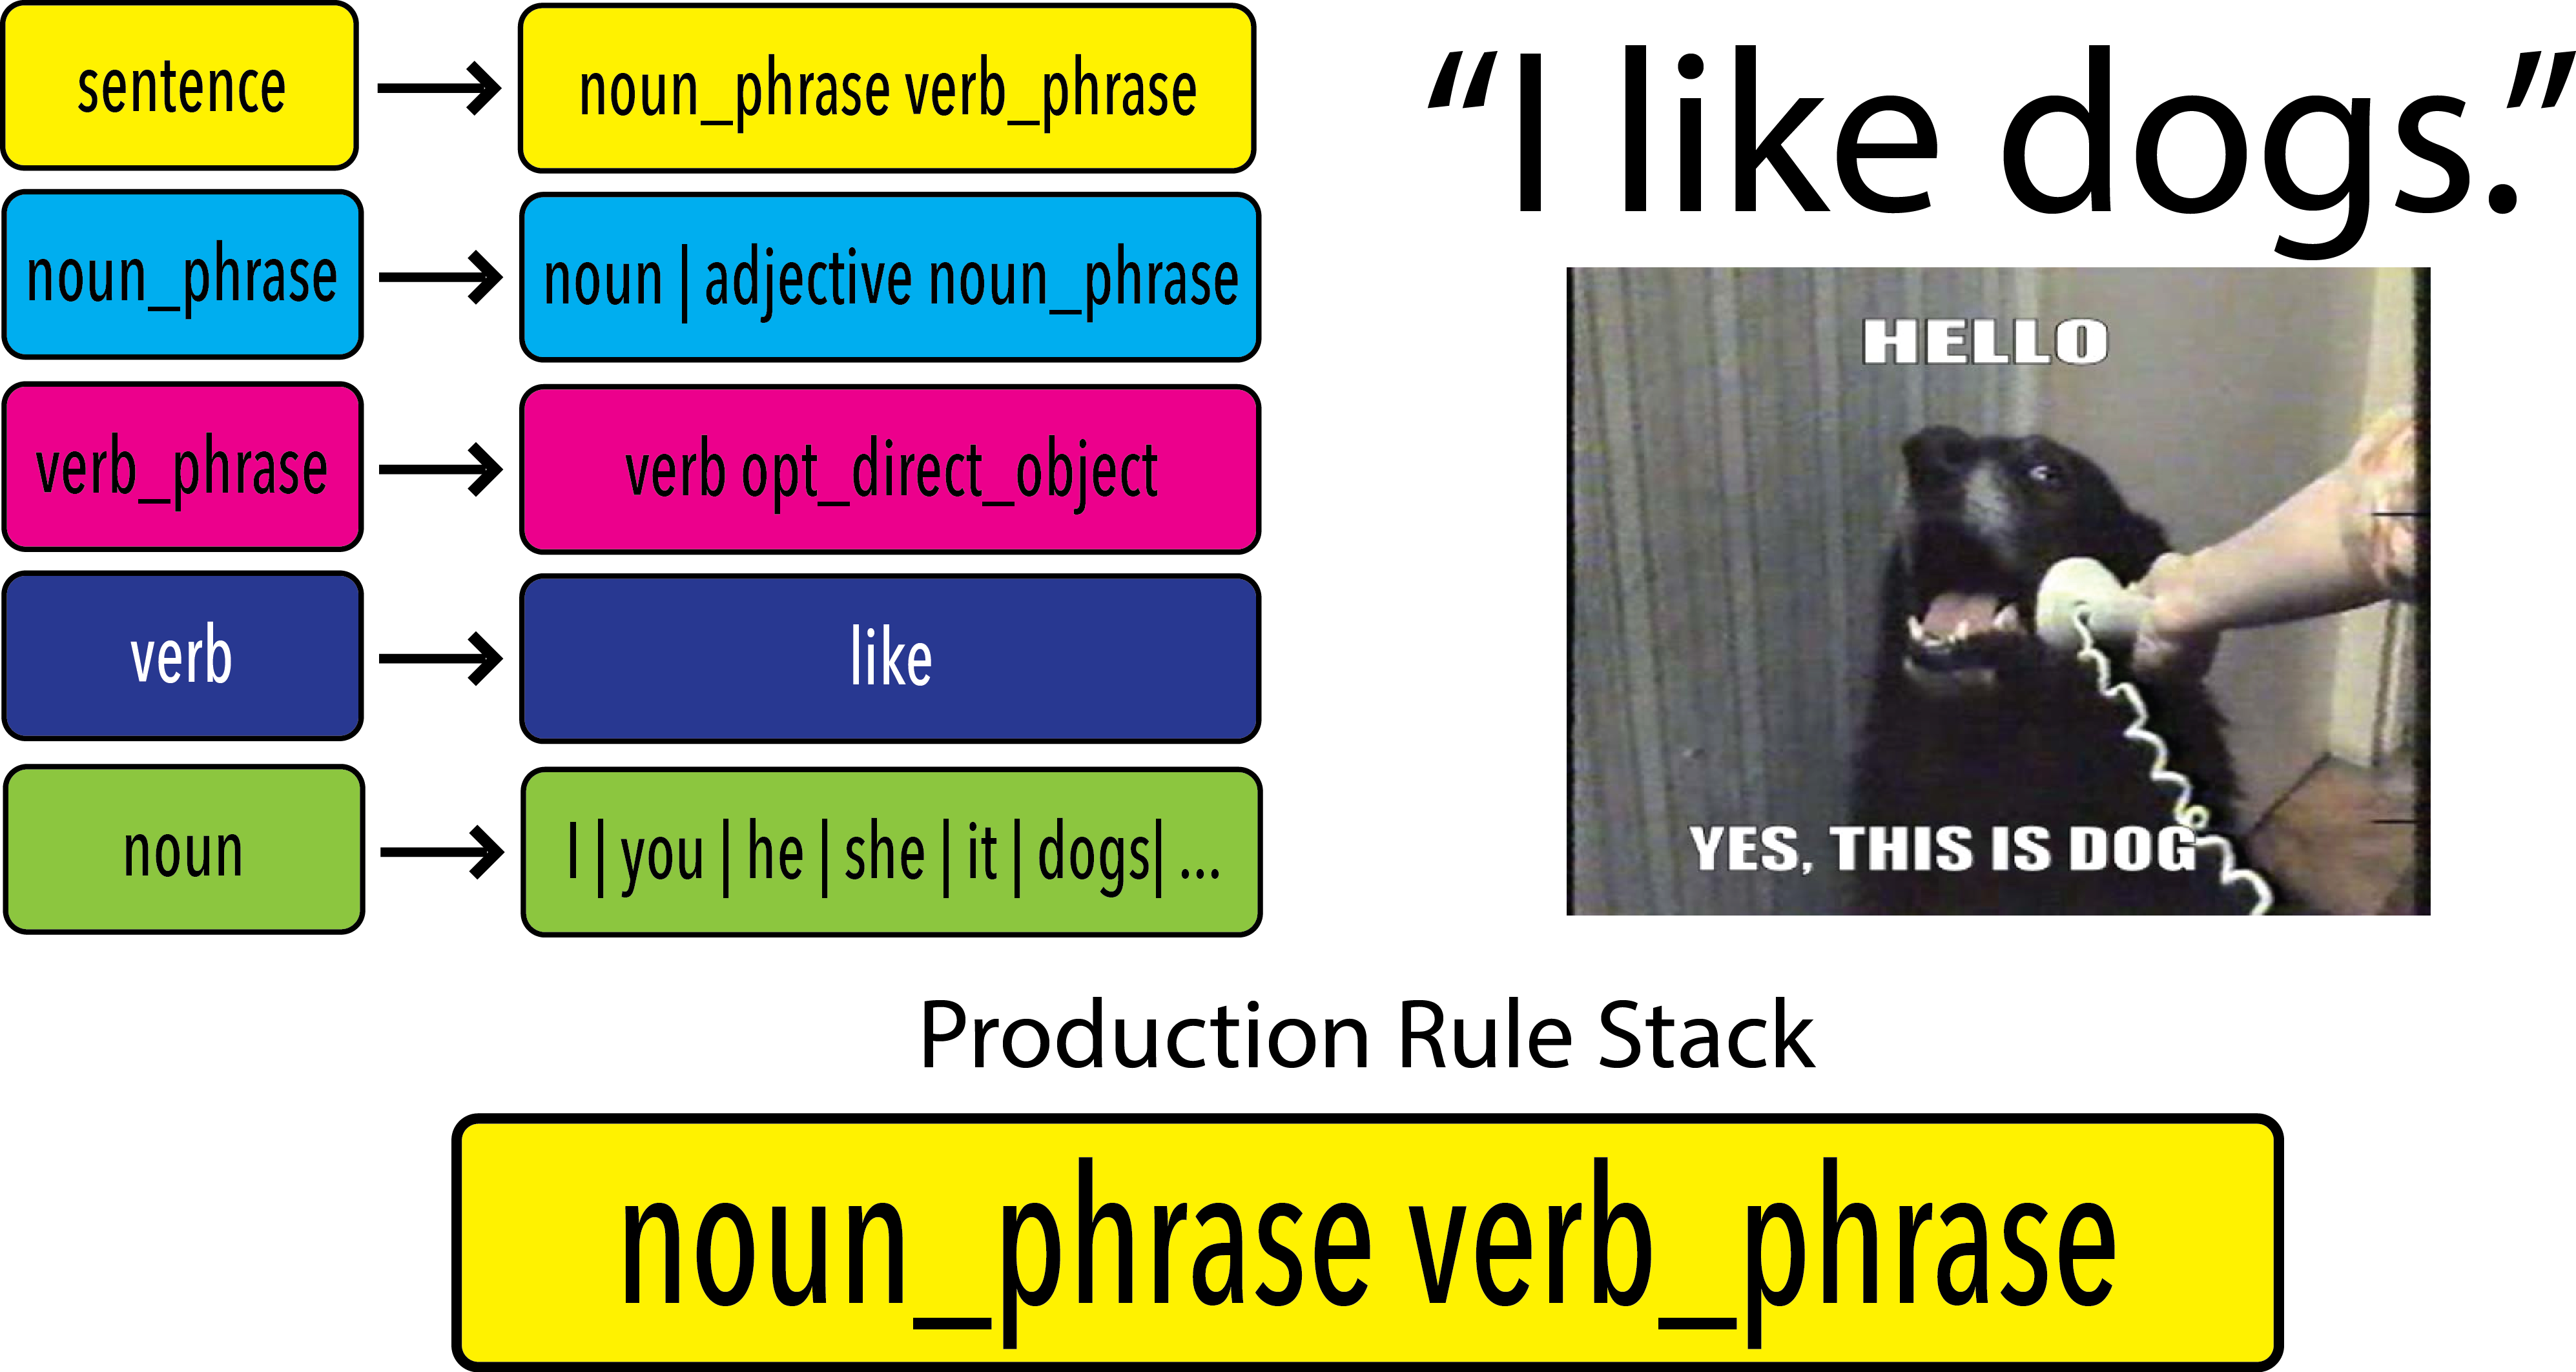 sentence → noun_phrase verb_phrase
noun_phrase → noun | adjective noun_phrase
verb_phrase → verb opt_direct_object
verb → like
noun → I | you | he | she | it | dogs| ...
“I like dogs.”
HELLO
YES, THIS IS DOG
Production Rule Stack
noun_phrase verb_phrase